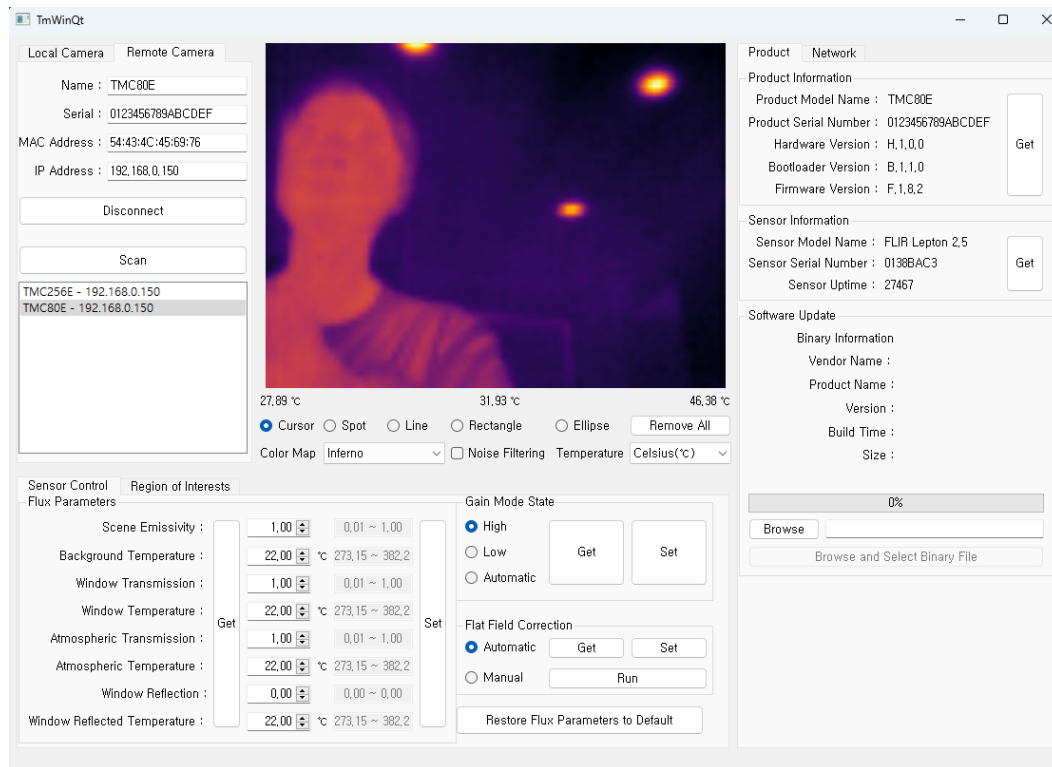 TmWinQt
Local Camera Remote Camera
Name : TMC80E
Serial : 0123456789ABCDEF
MAC Address : 54:43:4C:45:69:76
IP Address : 192,168,0,150
Disconnect
Scan
TMC256E - 192.168.0.150
TMC80E - 192.168.0.150
27,89 ℃ 31,93 ℃ 46,38 ℃
Cursor Spot Line Rectangle Ellipse Remove All
Color Map Inferno Noise Filtering Temperature Celsius(℃)
Sensor Control Region of Interests
Flux Parameters
Scene Emissivity : 1,00 0,01 ~ 1,00
Background Temperature : 22,00 ℃ 273,15 ~ 382,2
Window Transmission : 1,00 0,01 ~ 1,00
Window Temperature : 22,00 ℃ 273,15 ~ 382,2
Get Set
Atmospheric Transmission : 1,00 0,01 ~ 1,00
Atmospheric Temperature : 22,00 ℃ 273,15 ~ 382,2
Window Reflection : 0,00 0,00 ~ 0,00
Window Reflected Temperature : 22,00 ℃ 273,15 ~ 382,2
Gain Mode State
High
Low Get Set
Automatic
Flat Field Correction
Automatic Get Set
Manual Run
Restore Flux Parameters to Default
Product Network
Product Information
Product Model Name : TMC80E
Product Serial Number : 0123456789ABCDEF
Hardware Version : H,1,0,0 Get
Bootloader Version : B,1,1,0
Firmware Version : F,1,8,2
Sensor Information
Sensor Model Name : FLIR Lepton 2,5
Sensor Serial Number : 0138BAC3 Get
Sensor Uptime : 27467
Software Update
Binary Information
Vendor Name :
Product Name :
Version :
Build Time :
Size :
0%
Browse
Browse and Select Binary File